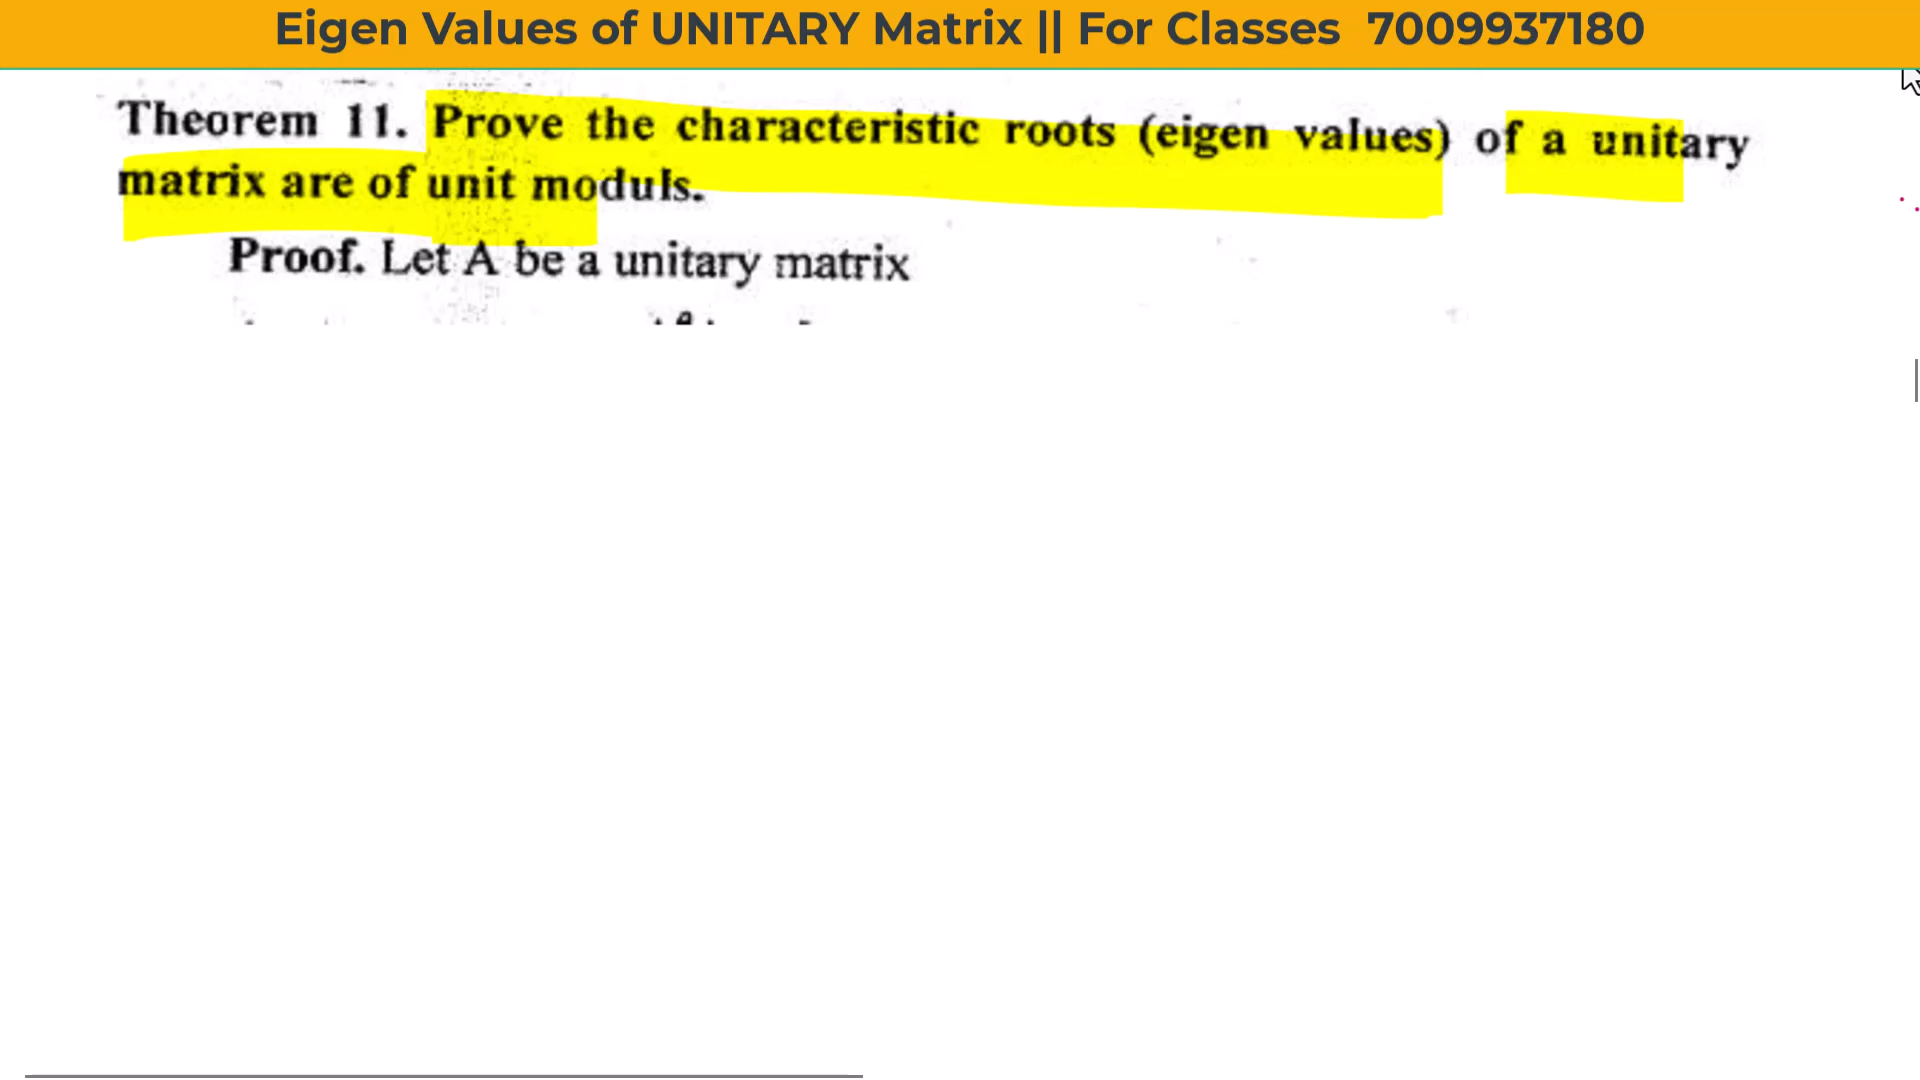 Eigen Values of UNITARY Matrix || For Classes 7009937180
Theorem 11. Prove the characteristic roots (eigen values) of a unitary
matrix are of unit moduls.
Proof. Let A be a unitary matrix